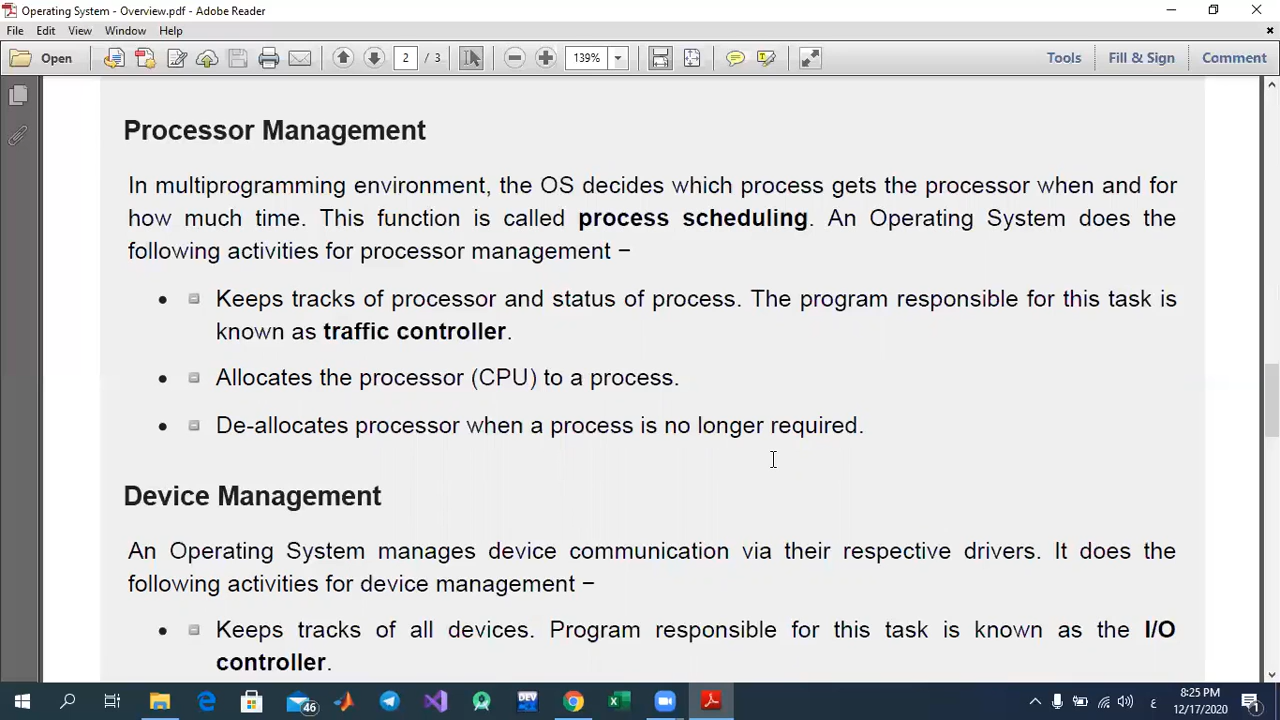 Operating System - Overview.pdf - Adobe Reader
File Edit View Window Help
Open 2 / 3 139% Tools Fill & Sign Comment
Processor Management
In multiprogramming environment, the OS decides which process gets the processor when and for
how much time. This function is called process scheduling. An Operating System does the
following activities for processor management −
• Keeps tracks of processor and status of process. The program responsible for this task is
known as traffic controller.
• Allocates the processor (CPU) to a process.
• De-allocates processor when a process is no longer required.
Device Management
An Operating System manages device communication via their respective drivers. It does the
following activities for device management −
• Keeps tracks of all devices. Program responsible for this task is known as the I/O
controller.
46
DEV
ع
8:25 PM
12/17/2020
1